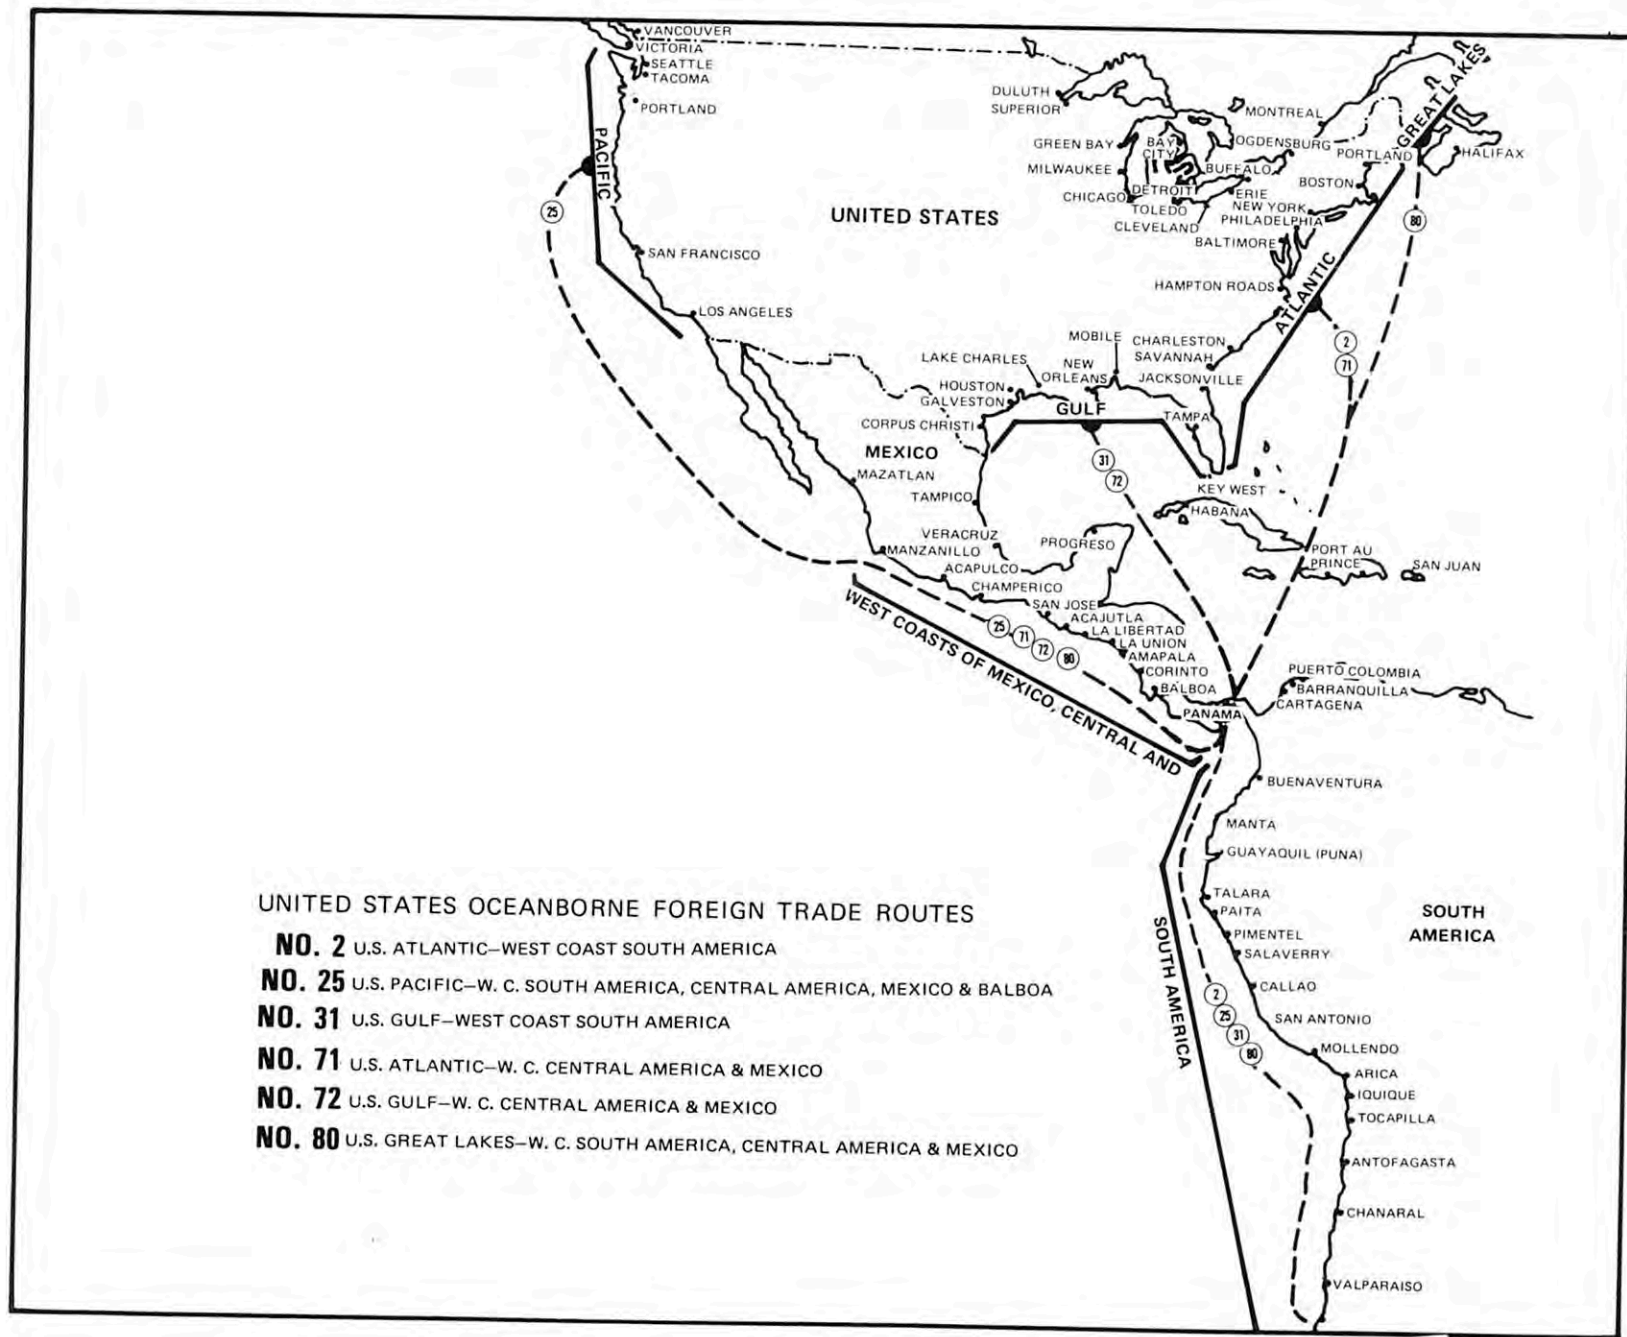 VANCOUVER
VICTORIA
SEATTLE
TACOMA
PORTLAND
PACIFIC
25
SAN FRANCISCO
LOS ANGELES
UNITED STATES
DULUTH
SUPERIOR
GREEN BAY
MILWAUKEE
CHICAGO
BAY
CITY
DETROIT
TOLEDO
CLEVELAND
MONTREAL
OGDENSBURG
BUFFALO
ERIE
GREAT LAKES
PORTLAND
HALIFAX
BOSTON
NEW YORK
PHILADELPHIA
BALTIMORE
HAMPTON ROADS
ATLANTIC
80
2
71
CHARLESTON
SAVANNAH
JACKSONVILLE
MOBILE
NEW
ORLEANS
LAKE CHARLES
HOUSTON
GALVESTON
CORPUS CHRISTI
GULF
TAMPA
31
72
KEY WEST
HABANA
PORT AU
PRINCE
SAN JUAN
MEXICO
MAZATLAN
TAMPICO
VERACRUZ
PROGRESO
MANZANILLO
ACAPULCO
CHAMPERICO
SAN JOSE
ACAJUTLA
LA LIBERTAD
LA UNION
AMAPALA
CORINTO
BALBOA
PANAMA
25
71
72
80
WEST COASTS OF MEXICO, CENTRAL AND
SOUTH AMERICA
PUERTO COLOMBIA
BARRANQUILLA
CARTAGENA
BUENAVENTURA
MANTA
GUAYAQUIL (PUNA)
TALARA
PAITA
PIMENTEL
SALAVERRY
CALLAO
SAN ANTONIO
MOLLENDO
ARICA
IQUIQUE
TOCAPILLA
ANTOFAGASTA
CHANARAL
VALPARAISO
2
25
31
80
SOUTH
AMERICA
UNITED STATES OCEANBORNE FOREIGN TRADE ROUTES
NO. 2 U.S. ATLANTIC–WEST COAST SOUTH AMERICA
NO. 25 U.S. PACIFIC–W. C. SOUTH AMERICA, CENTRAL AMERICA, MEXICO & BALBOA
NO. 31 U.S. GULF–WEST COAST SOUTH AMERICA
NO. 71 U.S. ATLANTIC–W. C. CENTRAL AMERICA & MEXICO
NO. 72 U.S. GULF–W. C. CENTRAL AMERICA & MEXICO
NO. 80 U.S. GREAT LAKES–W. C. SOUTH AMERICA, CENTRAL AMERICA & MEXICO